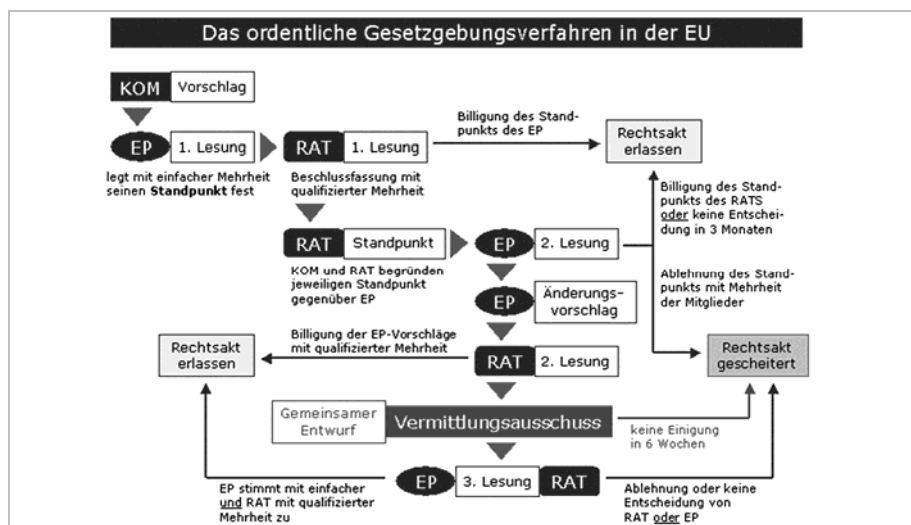 Das ordentliche Gesetzgebungsverfahren in der EU
KOM Vorschlag
EP 1. Lesung
legt mit einfacher Mehrheit
seinen Standpunkt fest
RAT 1. Lesung
Beschlussfassung mit
qualifizierter Mehrheit
Billigung des Stand-
punkts des EP
Rechtsakt
erlassen
RAT Standpunkt
KOM und RAT begründen
jeweiligen Standpunkt
gegenüber EP
EP 2. Lesung
Billigung des Stand-
punkts des RATS
oder keine Entschei-
dung in 3 Monaten
Ablehnung des Stand-
punkts mit Mehrheit
der Mitglieder
EP Änderungs-
vorschlag
Billigung der EP-Vorschläge
mit qualifizierter Mehrheit
Rechtsakt
erlassen
RAT 2. Lesung
Rechtsakt
gescheitert
Gemeinsamer
Entwurf
Vermittlungsausschuss
keine Einigung
in 6 Wochen
EP 3. Lesung RAT
EP stimmt mit einfacher
und RAT mit qualifizierter
Mehrheit zu
Ablehnung oder keine
Entscheidung von
RAT oder EP